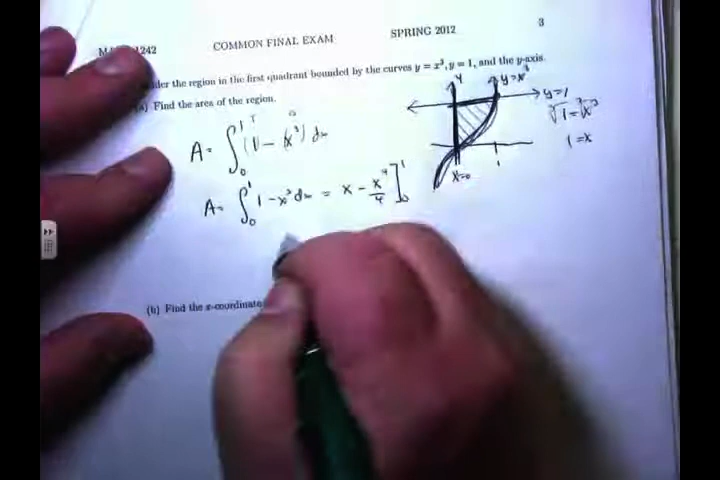 1242 COMMON FINAL EXAM SPRING 2012 3
the region in the first quadrant bounded by the curves y = x³, y = 1, and the y-axis.
(a) Find the area of the region.
A = ∫₀¹ (1 − (x³)) dx
A = ∫₀¹ 1 − x³ dx = x − x⁴/4 ]₀¹
y y = x³
y = 1
∛1 = ∛x³
1 = x
x=0 1
(b) Find the x-coordinate